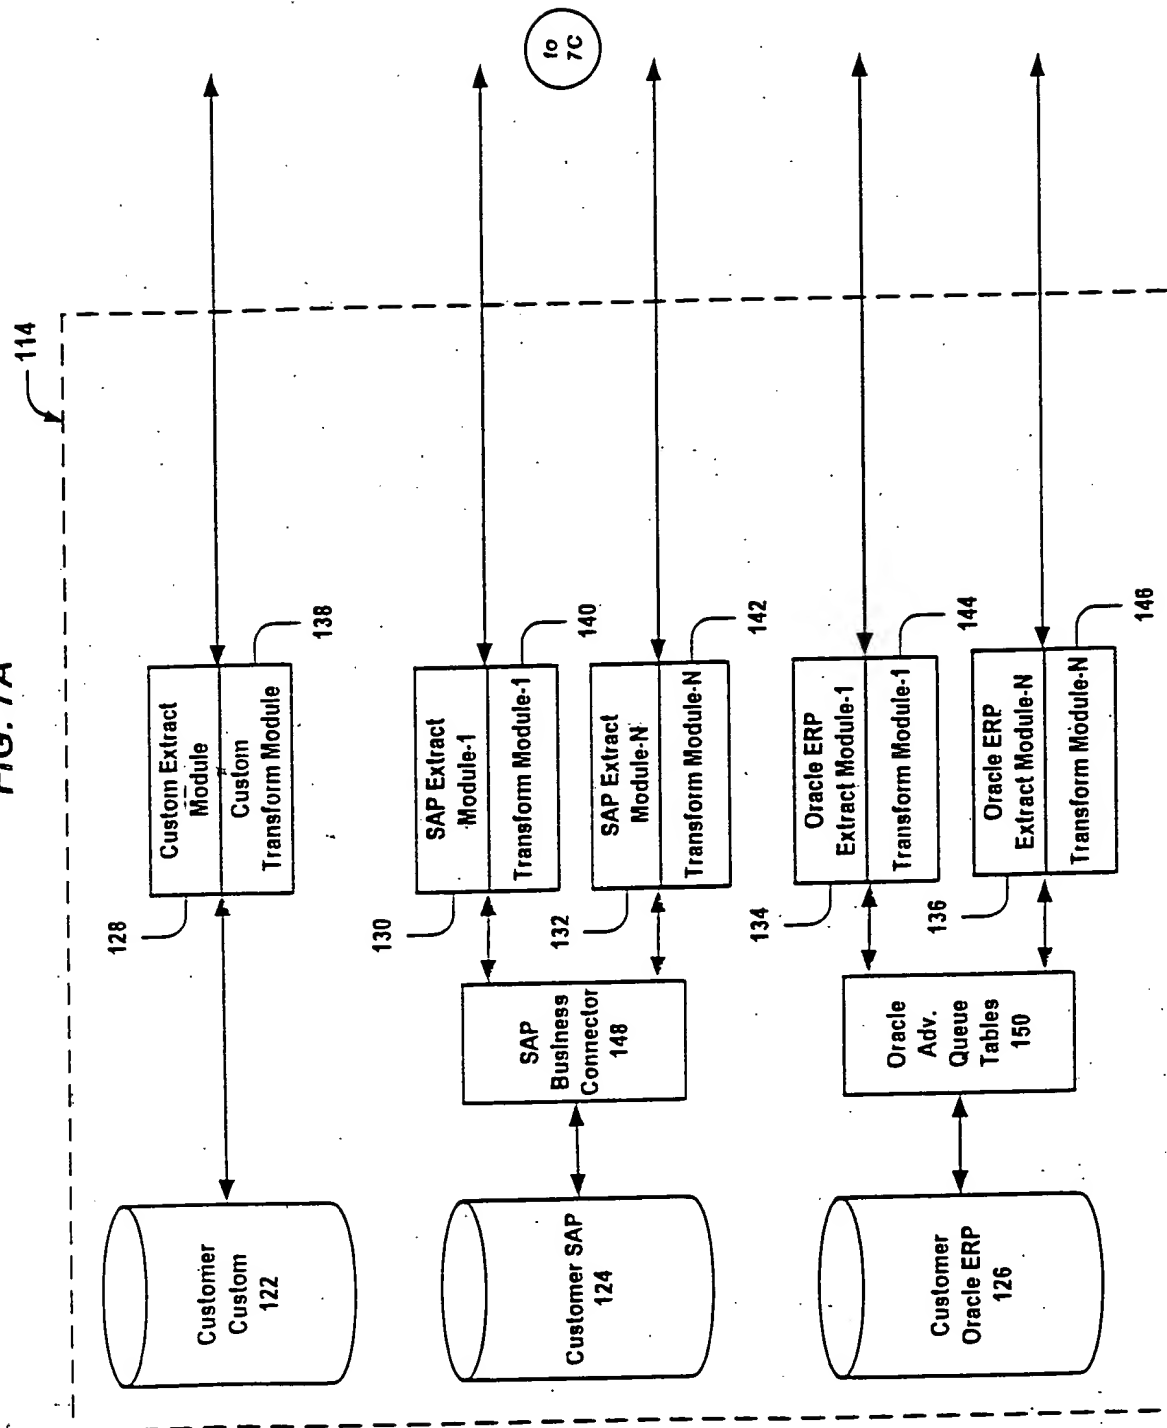 FIG. 7A
114
to
7C
Customer
Custom
122
128
Custom Extract
Module
Custom
Transform Module
138
Customer SAP
124
SAP
Business
Connector
148
130
SAP Extract
Module-1
Transform Module-1
140
132
SAP Extract
Module-N
Transform Module-N
142
Customer
Oracle ERP
126
Oracle
Adv.
Queue
Tables
150
134
Oracle ERP
Extract Module-1
Transform Module-1
144
136
Oracle ERP
Extract Module-N
Transform Module-N
146